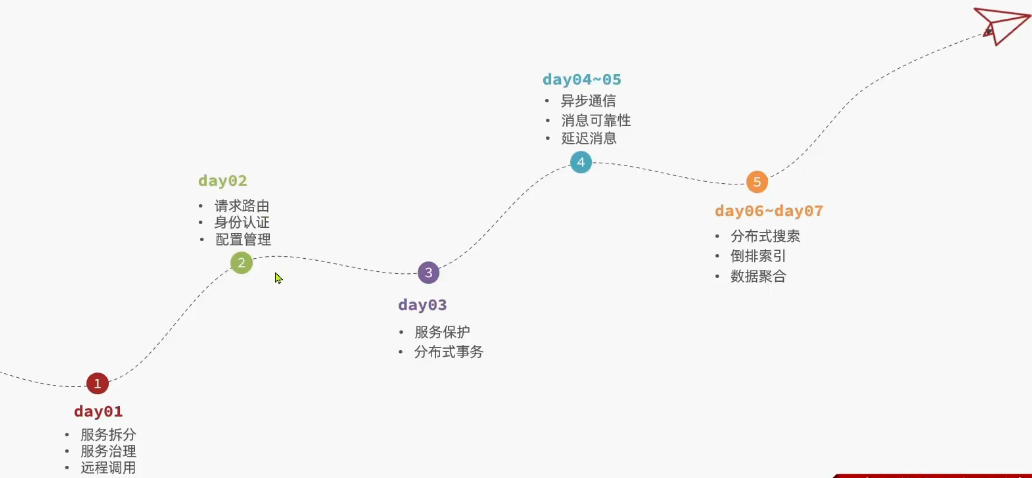 day01
服务拆分
服务治理
远程调用
1
day02
请求路由
身份认证
配置管理
2
3
day03
服务保护
分布式事务
day04~05
异步通信
消息可靠性
延迟消息
4
5
day06~day07
分布式搜索
倒排索引
数据聚合